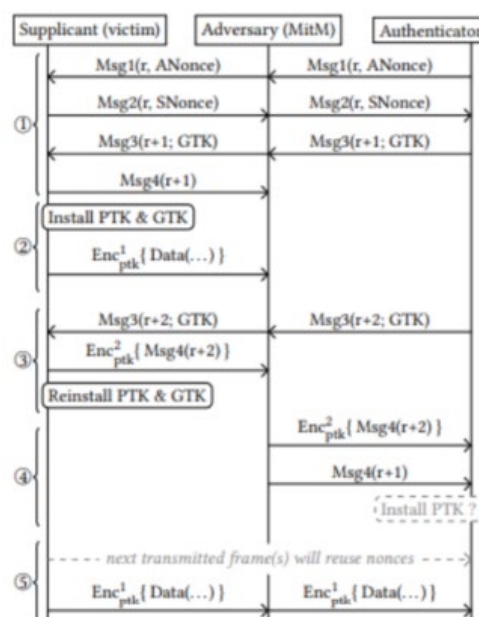 Supplicant (victim) Adversary (MitM) Authenticator
Msg1(r, ANonce) Msg1(r, ANonce)
Msg2(r, SNonce) Msg2(r, SNonce)
①
Msg3(r+1; GTK) Msg3(r+1; GTK)
Msg4(r+1)
Install PTK & GTK
②
Enc¹ptk{ Data(…) }
Msg3(r+2; GTK) Msg3(r+2; GTK)
③
Enc²ptk{ Msg4(r+2) }
Reinstall PTK & GTK
Enc²ptk{ Msg4(r+2) }
④
Msg4(r+1)
Install PTK ?
next transmitted frame(s) will reuse nonces
⑤
Enc¹ptk{ Data(…) } Enc¹ptk{ Data(…) }